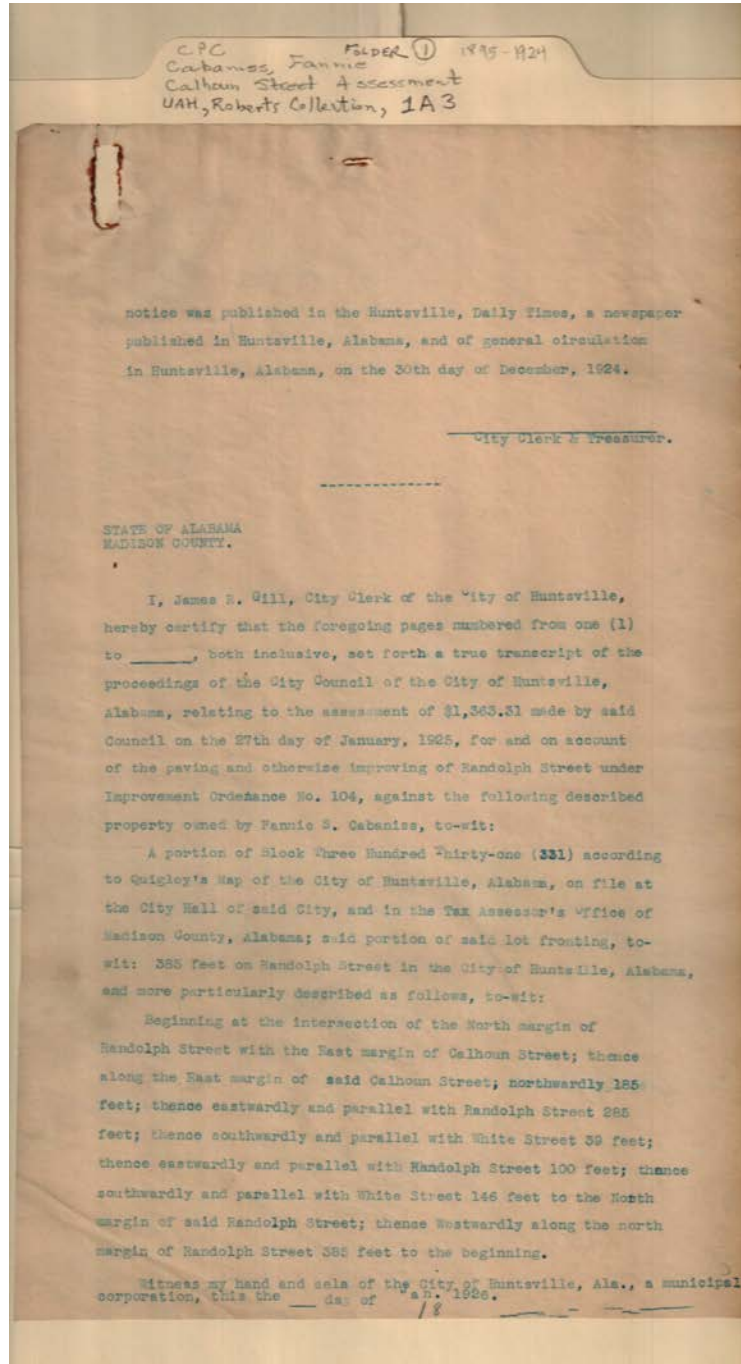 CPC FOLDER 1 1895-1924
Cabaniss, Fannie
Calhoun Street Assessment
UAH, Roberts Collection, 1A3
notice was published in the Huntsville, Daily Times, a newspaper
published in Huntsville, Alabama, and of general circulation
in Huntsville, Alabama, on the 30th day of December, 1924.
City Clerk & Treasurer.
--------------
STATE OF ALABAMA
MADISON COUNTY.
I, James R. Gill, City Clerk of the City of Huntsville,
hereby certify that the foregoing pages numbered from one (1)
to ______, both inclusive, set forth a true transcript of the
proceedings of the City Council of the City of Huntsville,
Alabama, relating to the assessment of $1,363.31 made by said
Council on the 27th day of January, 1925, for and on account
of the paving and otherwise improving of Randolph Street under
Improvement Ordenance No. 104, against the following described
property owned by Fannie S. Cabaniss, to-wit:
A portion of Block Three Hundred Thirty-one (331) according
to Quigley's Map of the City of Huntsville, Alabama, on file at
the City Hall of said City, and in the Tax Assessor's Office of
Madison County, Alabama; said portion of said lot fronting, to-
wit: 385 feet on Randolph Street in the City of Huntsville, Alabama,
and more particularly described as follows, to-wit:
Beginning at the intersection of the North margin of
Randolph Street with the East margin of Calhoun Street; thence
along the East margin of said Calhoun Street; northwardly 185
feet; thence eastwardly and parallel with Randolph Street 285
feet; thence southwardly and parallel with White Street 39 feet;
thence eastwardly and parallel with Randolph Street 100 feet; thence
southwardly and parallel with White Street 146 feet to the North
margin of said Randolph Street; thence Westwardly along the north
margin of Randolph Street 385 feet to the beginning.
Witness my hand and sela of the City of Huntsville, Ala., a municipal
corporation, this the __ day of Jan. 1926.
18